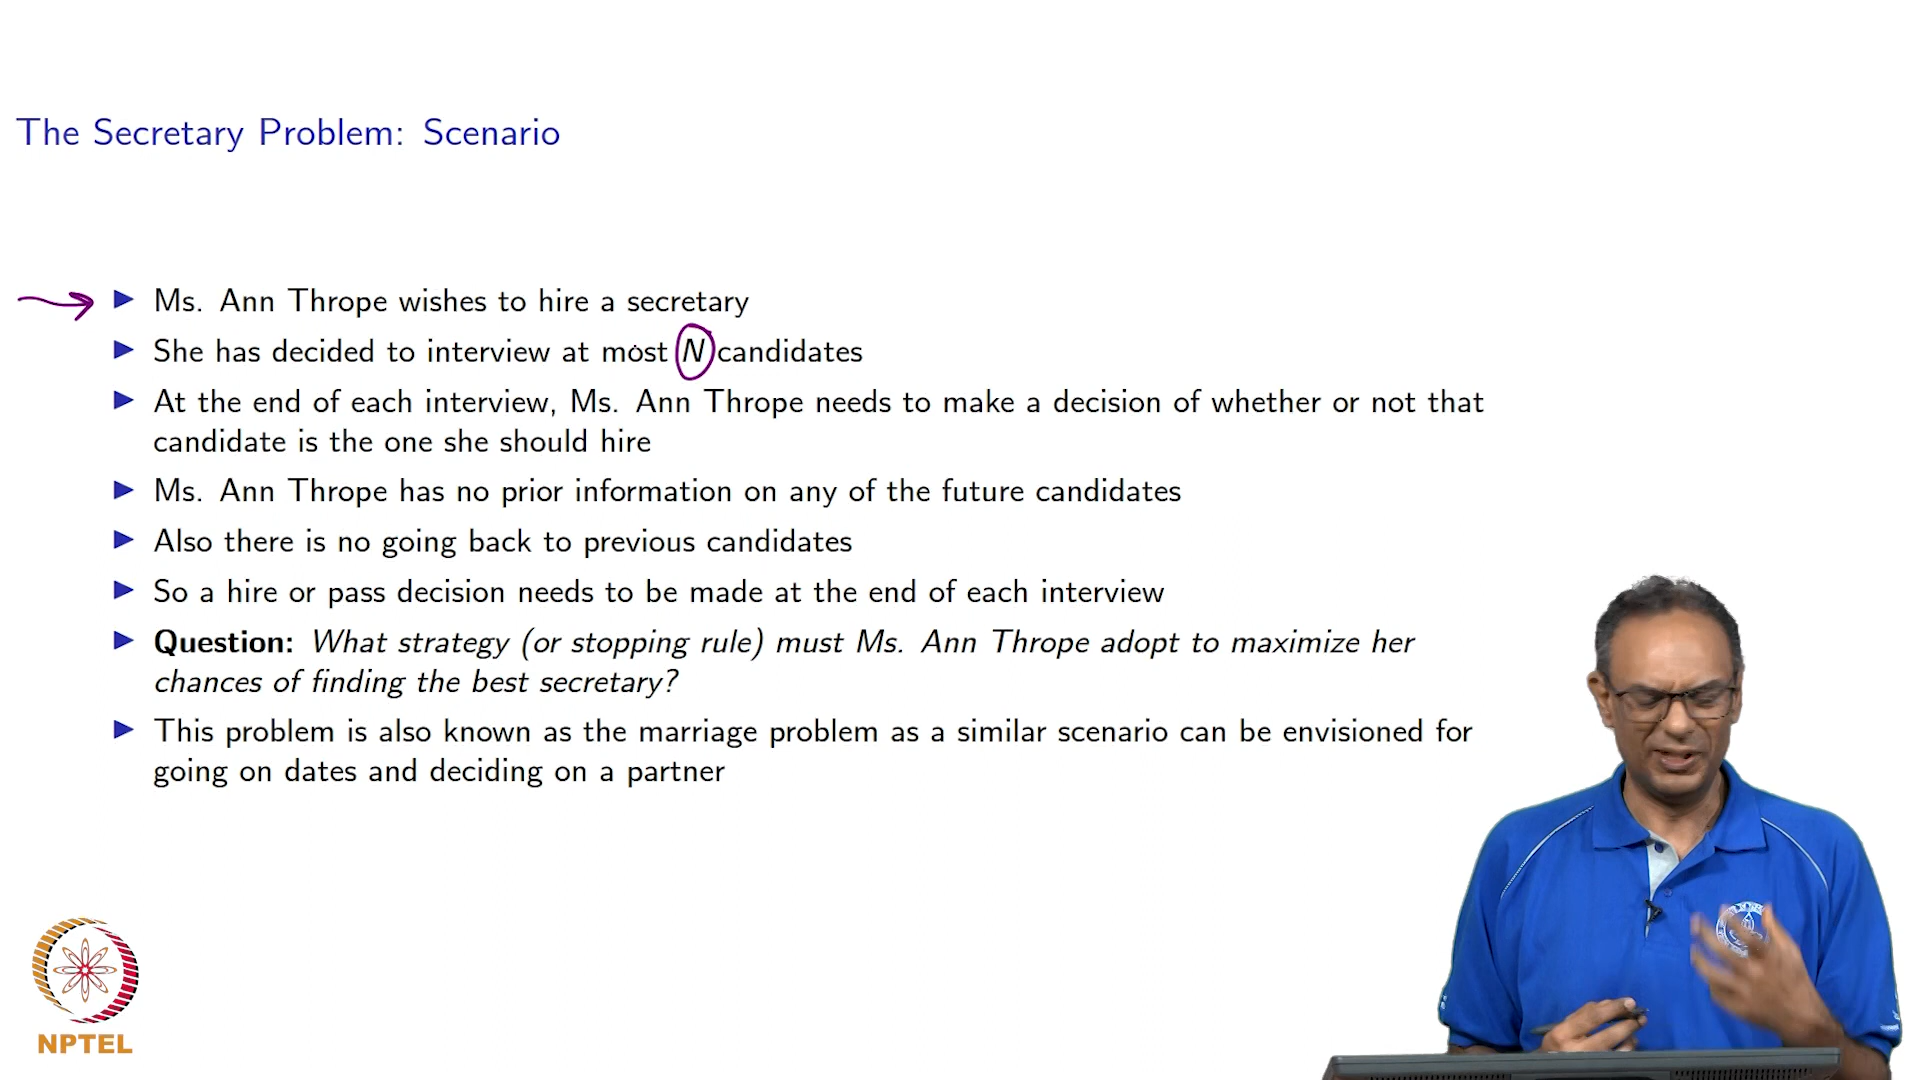 The Secretary Problem: Scenario
▶ Ms. Ann Thrope wishes to hire a secretary
▶ She has decided to interview at most N candidates
▶ At the end of each interview, Ms. Ann Thrope needs to make a decision of whether or not that
candidate is the one she should hire
▶ Ms. Ann Thrope has no prior information on any of the future candidates
▶ Also there is no going back to previous candidates
▶ So a hire or pass decision needs to be made at the end of each interview
▶ Question: What strategy (or stopping rule) must Ms. Ann Thrope adopt to maximize her
chances of finding the best secretary?
▶ This problem is also known as the marriage problem as a similar scenario can be envisioned for
going on dates and deciding on a partner
NPTEL